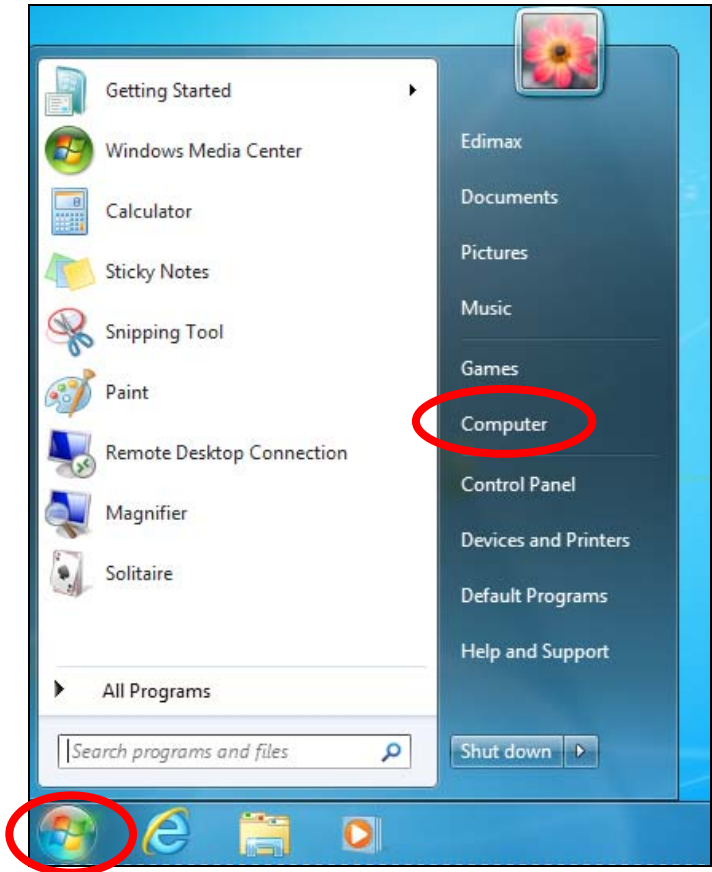 Getting Started
Windows Media Center
Calculator
Sticky Notes
Snipping Tool
Paint
Remote Desktop Connection
Magnifier
Solitaire
All Programs
Search programs and files
Edimax
Documents
Pictures
Music
Games
Computer
Control Panel
Devices and Printers
Default Programs
Help and Support
Shut down